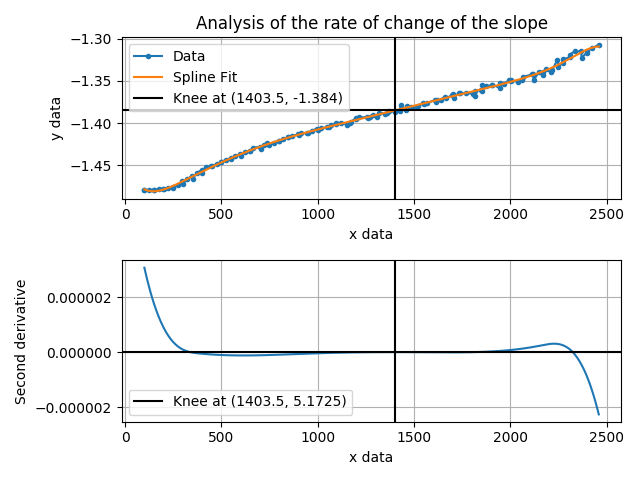 Analysis of the rate of change of the slope
−1.30
−1.35
−1.40
−1.45
y data
Data
Spline Fit
Knee at (1403.5, -1.384)
0 500 1000 1500 2000 2500
x data
0.000002
0.000000
−0.000002
Second derivative
Knee at (1403.5, 5.1725)
0 500 1000 1500 2000 2500
x data